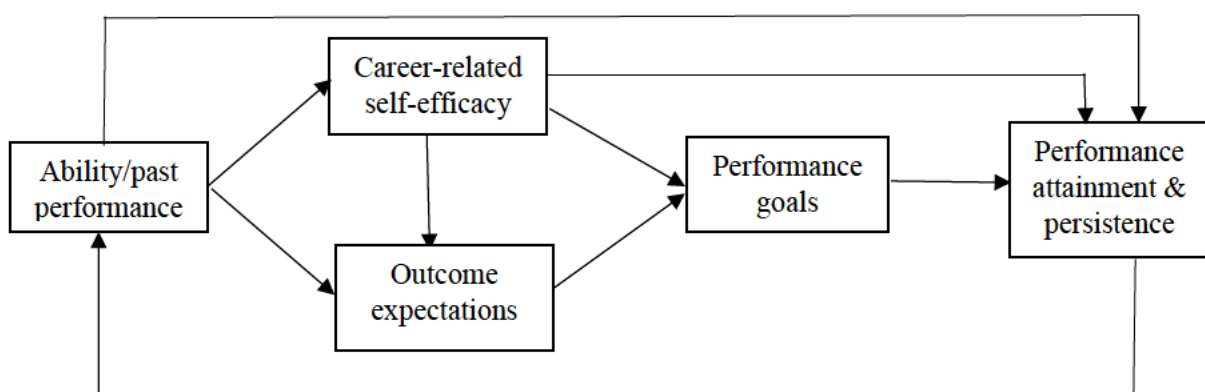 Career-related
self-efficacy
Ability/past
performance
Outcome
expectations
Performance
goals
Performance
attainment &
persistence